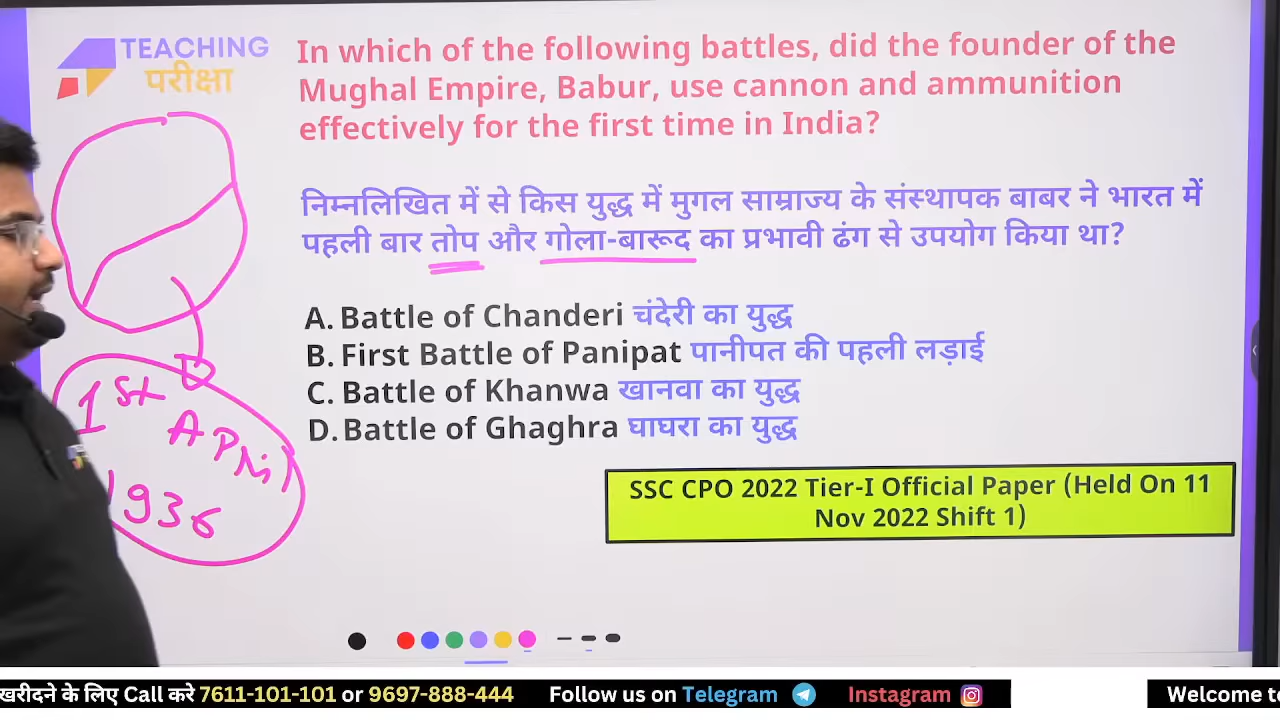 TEACHING
परीक्षा
In which of the following battles, did the founder of the
Mughal Empire, Babur, use cannon and ammunition
effectively for the first time in India?
निम्नलिखित में से किस युद्ध में मुगल साम्राज्य के संस्थापक बाबर ने भारत में
पहली बार तोप और गोला-बारूद का प्रभावी ढंग से उपयोग किया था?
A. Battle of Chanderi चंदेरी का युद्ध
B. First Battle of Panipat पानीपत की पहली लड़ाई
C. Battle of Khanwa खानवा का युद्ध
D. Battle of Ghaghra घाघरा का युद्ध
1st
April
1936
SSC CPO 2022 Tier-I Official Paper (Held On 11
Nov 2022 Shift 1)
खरीदने के लिए Call करे 7611-101-101 or 9697-888-444 Follow us on Telegram Instagram Welcome